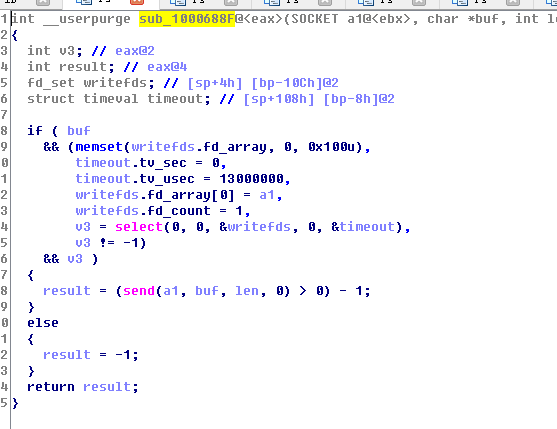 1 int __userpurge sub_1000688F@<eax>(SOCKET a1@<ebx>, char *buf, int
2 {
3 int v3; // eax@2
4 int result; // eax@4
5 fd_set writefds; // [sp+4h] [bp-10Ch]@2
6 struct timeval timeout; // [sp+108h] [bp-8h]@2
7
8 if ( buf
9 && (memset(writefds.fd_array, 0, 0x100u),
0 timeout.tv_sec = 0,
1 timeout.tv_usec = 13000000,
2 writefds.fd_array[0] = a1,
3 writefds.fd_count = 1,
4 v3 = select(0, 0, &writefds, 0, &timeout),
5 v3 != -1)
6 && v3 )
7 {
8 result = (send(a1, buf, len, 0) > 0) - 1;
9 }
0 else
1 {
2 result = -1;
3 }
4 return result;
5 }